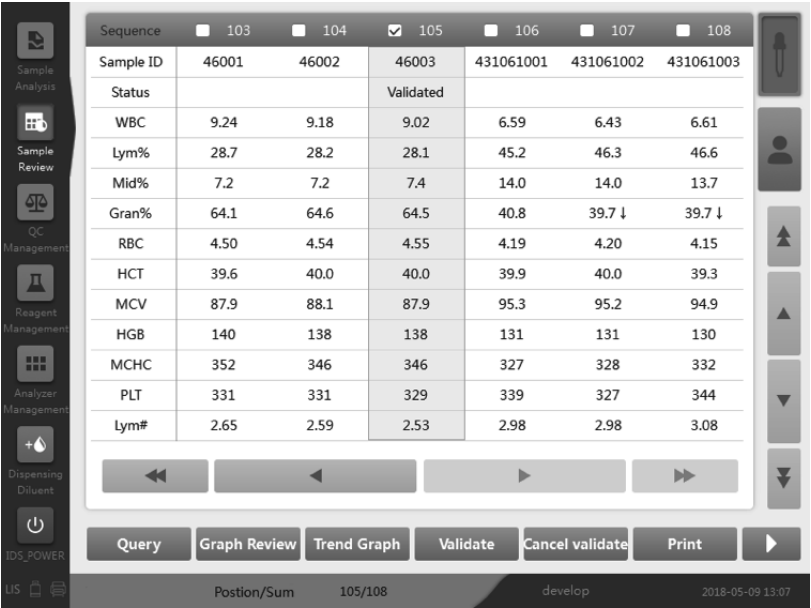 Sample
Analysis
Sample
Review
QC
Management
Reagent
Management
Analyzer
Management
Dispensing
Diluent
IDS_POWER
LIS
Sequence 103 104 105 106 107 108
Sample ID 46001 46002 46003 431061001 431061002 431061003
Status Validated
WBC 9.24 9.18 9.02 6.59 6.43 6.61
Lym% 28.7 28.2 28.1 45.2 46.3 46.6
Mid% 7.2 7.2 7.4 14.0 14.0 13.7
Gran% 64.1 64.6 64.5 40.8 39.7↓ 39.7↓
RBC 4.50 4.54 4.55 4.19 4.20 4.15
HCT 39.6 40.0 40.0 39.9 40.0 39.3
MCV 87.9 88.1 87.9 95.3 95.2 94.9
HGB 140 138 138 131 131 130
MCHC 352 346 346 327 328 332
PLT 331 331 329 339 327 344
Lym# 2.65 2.59 2.53 2.98 2.98 3.08
Query Graph Review Trend Graph Validate Cancel validate Print
Postion/Sum 105/108 develop 2018-05-09 13:07